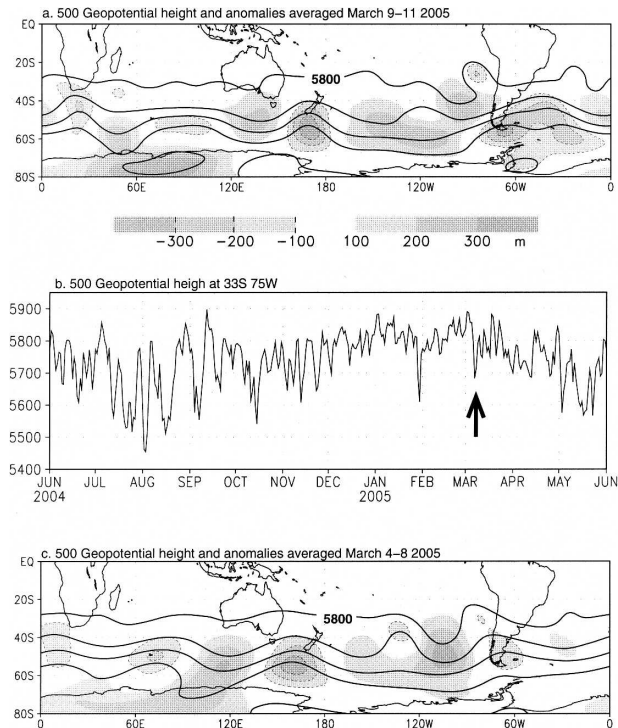 a. 500 Geopotential height and anomalies averaged March 9–11 2005
EQ
20S
40S
60S
80S
5800
0 60E 120E 180 120W 60W 0
−300 −200 −100 100 200 300 m
b. 500 Geopotential heigh at 33S 75W
5900
5800
5700
5600
5500
5400
JUN JUL AUG SEP OCT NOV DEC JAN FEB MAR APR MAY JUN
2004 2005
c. 500 Geopotential height and anomalies averaged March 4–8 2005
EQ
20S
40S
60S
80S
5800
0 60E 120E 180 120W 60W 0